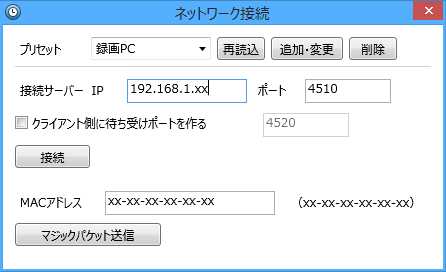 ネットワーク接続
プリセット 録画PC 再読込 追加・変更 削除
接続サーバー IP 192.168.1.xx ポート 4510
クライアント側に待ち受けポートを作る 4520
接続
MACアドレス xx-xx-xx-xx-xx-xx (xx-xx-xx-xx-xx-xx)
マジックパケット送信